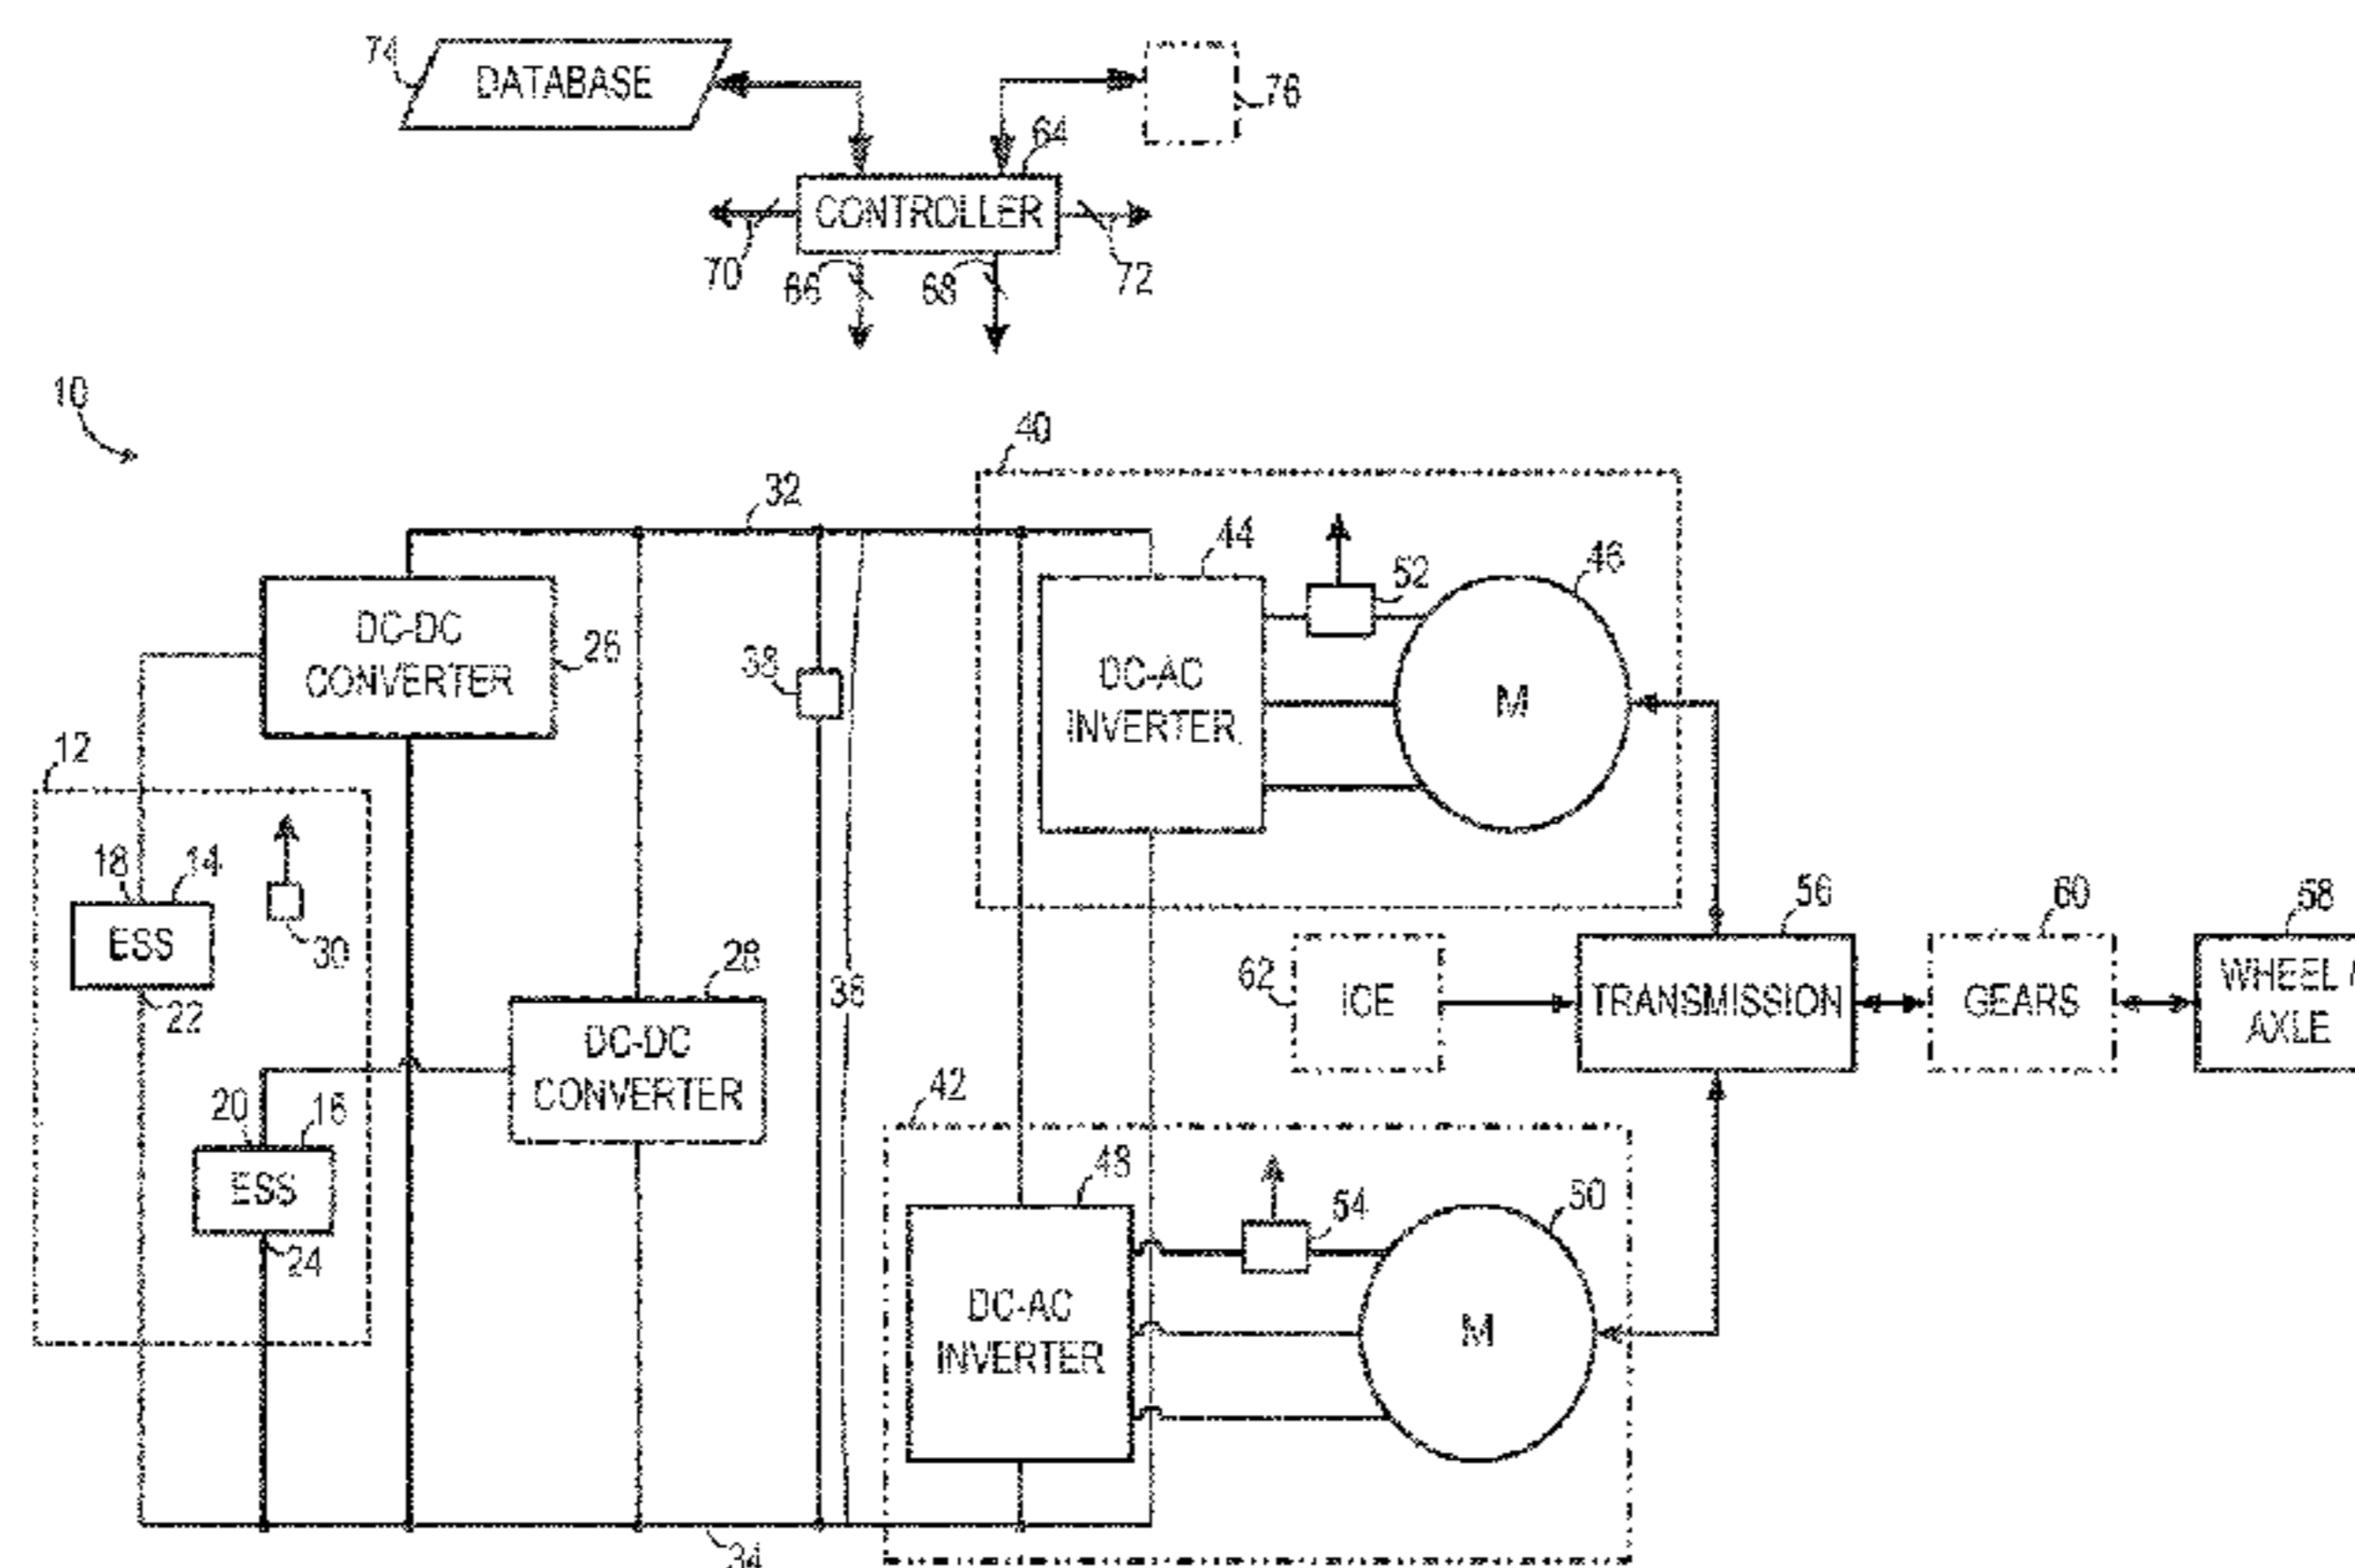 74
DATABASE
76
64
CONTROLLER
70
66
68
72
10
40
32
44
52
46
DC-DC
CONVERTER
26
38
DC-AC
INVERTER
M
12
18
14
30
ESS
22
28
38
DC-DC
CONVERTER
20
16
ESS
24
62
ICE
56
TRANSMISSION
60
GEARS
58
WHEEL /
AXLE
42
48
54
50
DC-AC
INVERTER
M
34